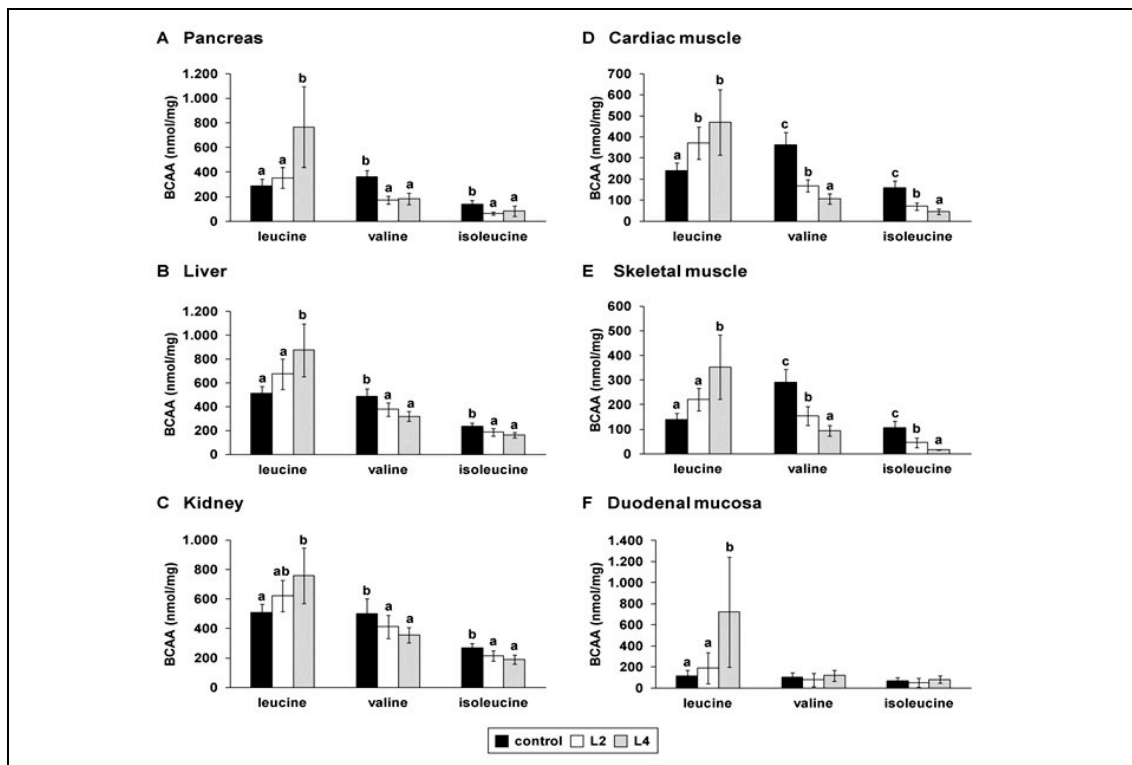 A Pancreas
BCAA (nmol/mg)
1.200
1.000
800
600
400
200
0
a a b
b a a
b a a
leucine valine isoleucine
B Liver
BCAA (nmol/mg)
1.200
1.000
800
600
400
200
0
a a b
b a a
b a a
leucine valine isoleucine
C Kidney
BCAA (nmol/mg)
1.000
800
600
400
200
0
a ab b
b a a
b a a
leucine valine isoleucine
D Cardiac muscle
BCAA (nmol/mg)
700
600
500
400
300
200
100
0
a b b
c b a
c b a
leucine valine isoleucine
E Skeletal muscle
BCAA (nmol/mg)
600
500
400
300
200
100
0
a a b
c b a
c b a
leucine valine isoleucine
F Duodenal mucosa
BCAA (nmol/mg)
1.400
1.200
1.000
800
600
400
200
0
a a b
leucine valine isoleucine
control L2 L4